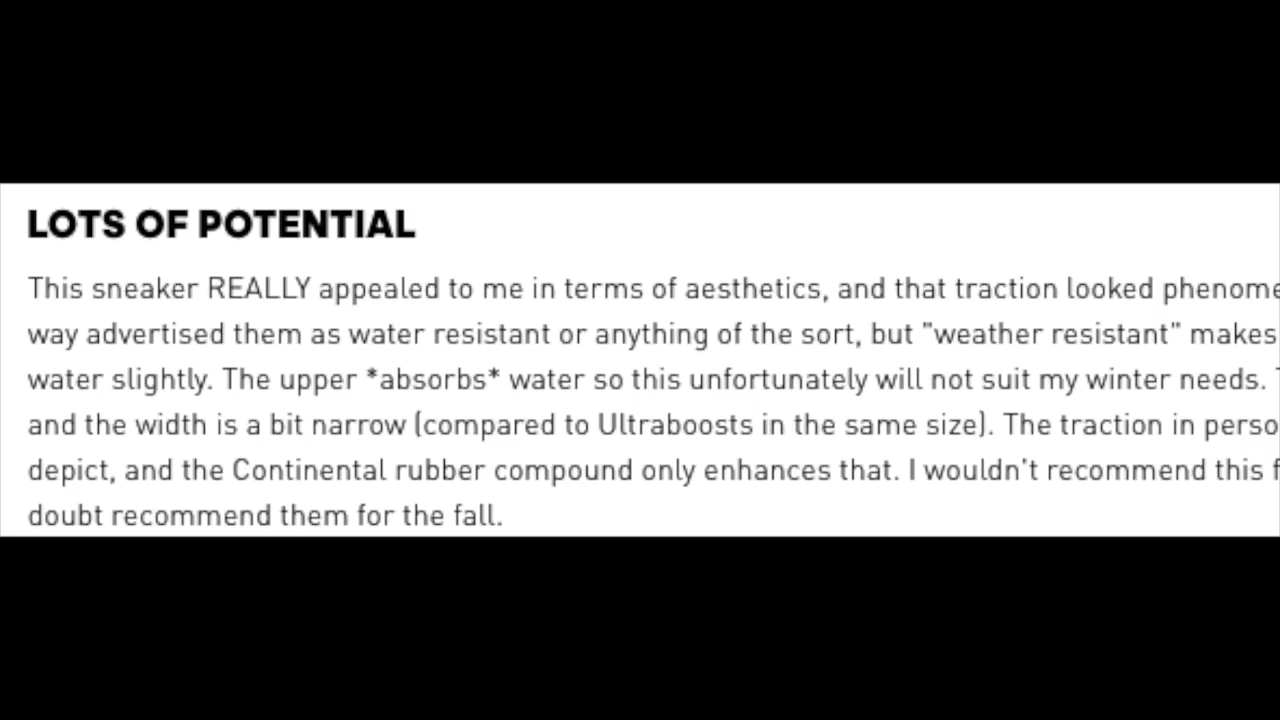 LOTS OF POTENTIAL
This sneaker REALLY appealed to me in terms of aesthetics, and that traction looked phenome
way advertised them as water resistant or anything of the sort, but "weather resistant" makes
water slightly. The upper *absorbs* water so this unfortunately will not suit my winter needs.
and the width is a bit narrow (compared to Ultraboosts in the same size). The traction in perso
depict, and the Continental rubber compound only enhances that. I wouldn't recommend this f
doubt recommend them for the fall.